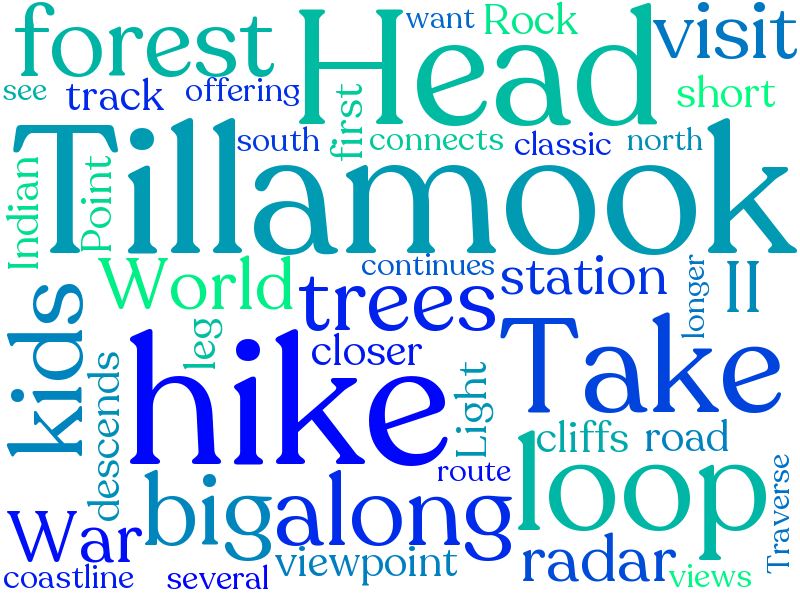 want
Rock
forest
Head
visit
see
track
offering
first
short
south
connects
classic
north
Tillamook
Indian
Point
World
continues
station
II
longer
trees
kids
leg
closer
Take
hike
descends
Light
cliffs
road
loop
route
big
along
War
viewpoint
radar
Traverse
coastline
several
views